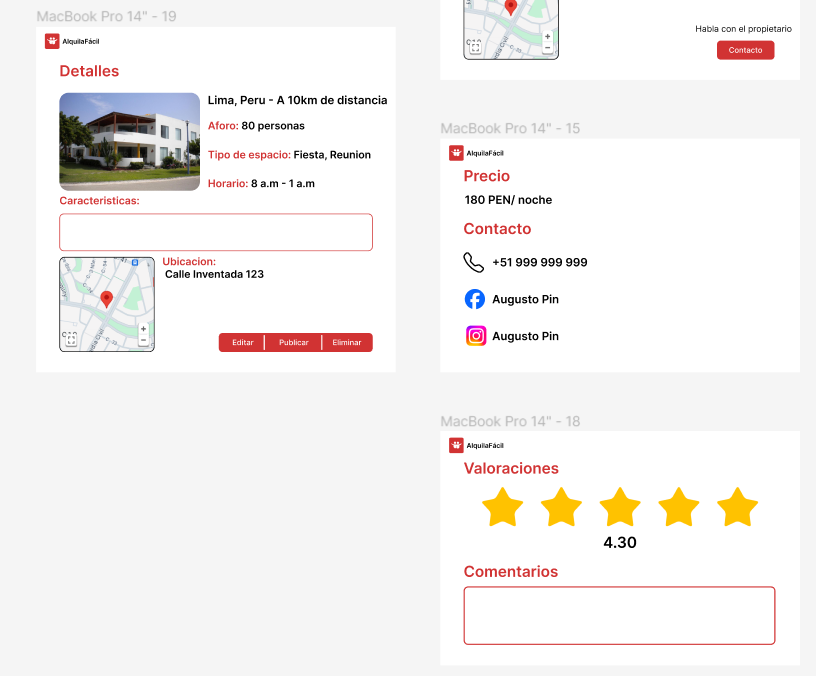 MacBook Pro 14" - 19
AlquilaFácil
Detalles
Lima, Peru - A 10km de distancia
Aforo: 80 personas
Tipo de espacio: Fiesta, Reunion
Horario: 8 a.m - 1 a.m
Caracteristicas:
Ubicacion:
Calle Inventada 123
Editar
Publicar
Eliminar
Habla con el propietario
Contacto
MacBook Pro 14" - 15
AlquilaFácil
Precio
180 PEN/ noche
Contacto
+51 999 999 999
Augusto Pin
Augusto Pin
MacBook Pro 14" - 18
AlquilaFácil
Valoraciones
4.30
Comentarios